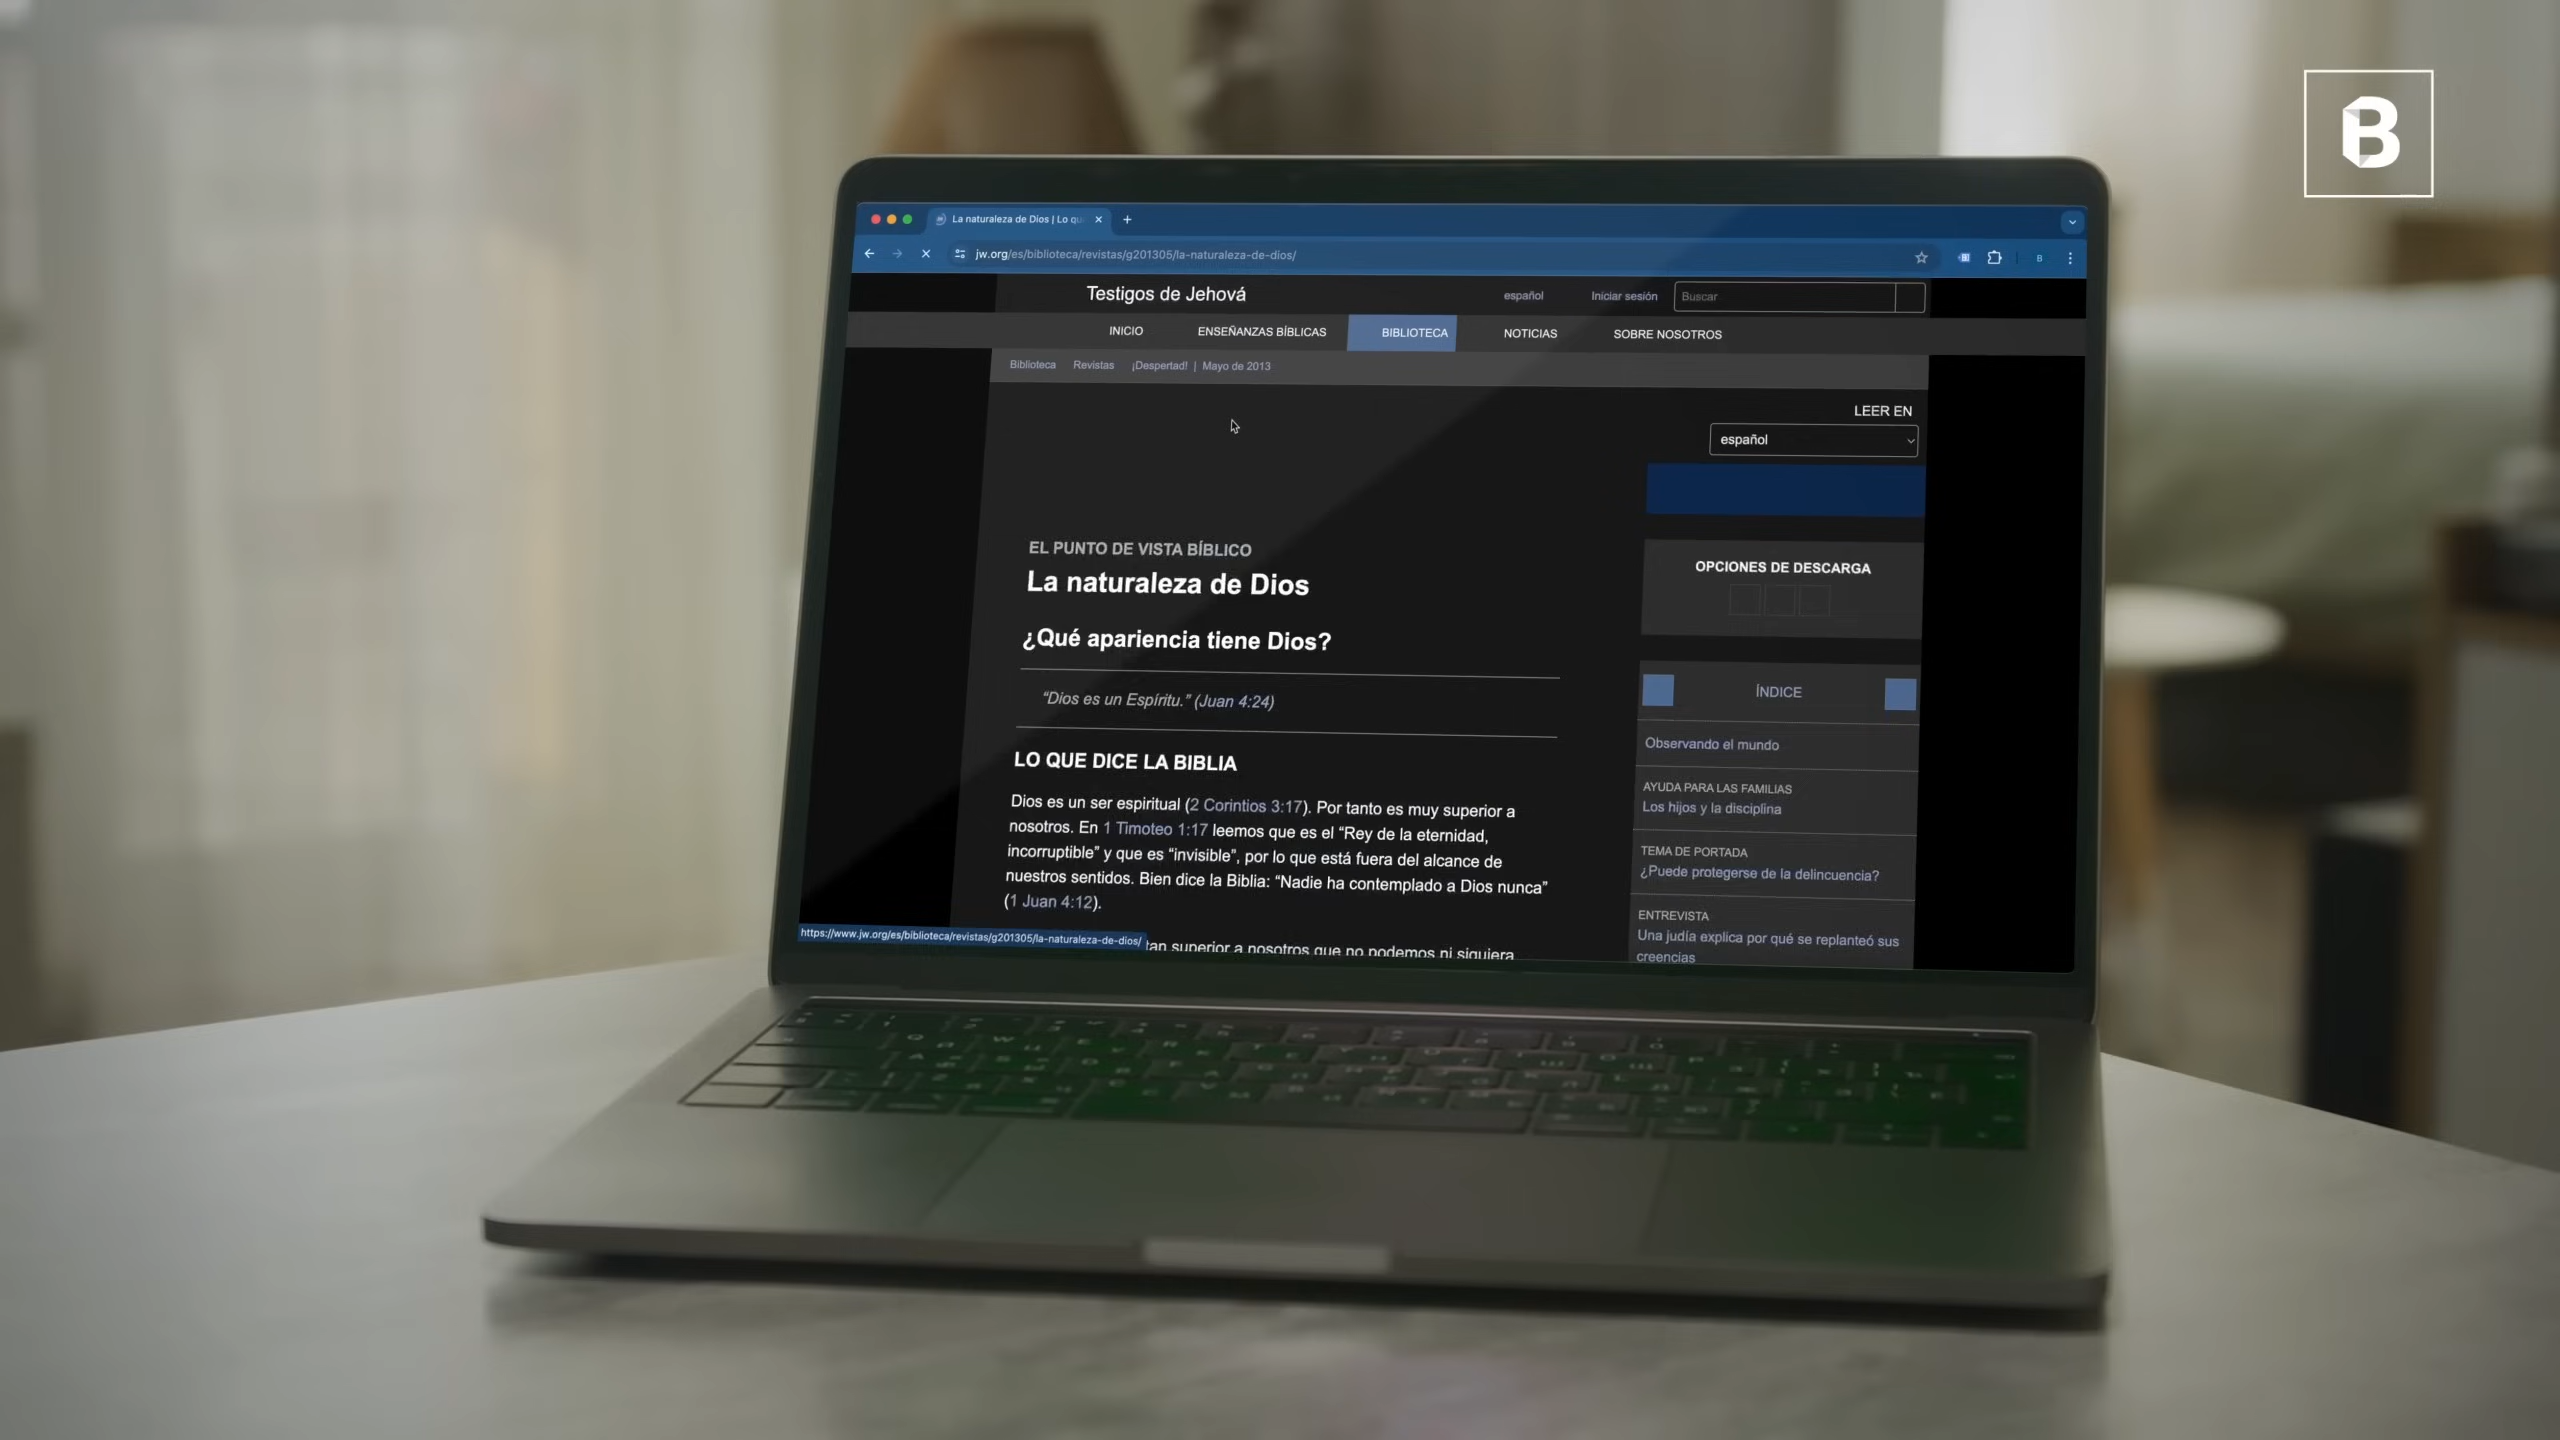 B
La naturaleza de Dios | Lo qu
jw.org/es/biblioteca/revistas/g201305/la-naturaleza-de-dios/
B
Testigos de Jehová
español
Iniciar sesión
Buscar
INICIO
ENSEÑANZAS BÍBLICAS
BIBLIOTECA
NOTICIAS
SOBRE NOSOTROS
Biblioteca Revistas ¡Despertad! | Mayo de 2013
LEER EN
español
EL PUNTO DE VISTA BÍBLICO
La naturaleza de Dios
¿Qué apariencia tiene Dios?
“Dios es un Espíritu.” (Juan 4:24)
LO QUE DICE LA BIBLIA
Dios es un ser espiritual (2 Corintios 3:17). Por tanto es muy superior a
nosotros. En 1 Timoteo 1:17 leemos que es el “Rey de la eternidad,
incorruptible” y que es “invisible”, por lo que está fuera del alcance de
nuestros sentidos. Bien dice la Biblia: “Nadie ha contemplado a Dios nunca”
(1 Juan 4:12).
tan superior a nosotros que no podemos ni siquiera
https://www.jw.org/es/biblioteca/revistas/g201305/la-naturaleza-de-dios/
OPCIONES DE DESCARGA
ÍNDICE
Observando el mundo
AYUDA PARA LAS FAMILIAS
Los hijos y la disciplina
TEMA DE PORTADA
¿Puede protegerse de la delincuencia?
ENTREVISTA
Una judía explica por qué se replanteó sus
creencias